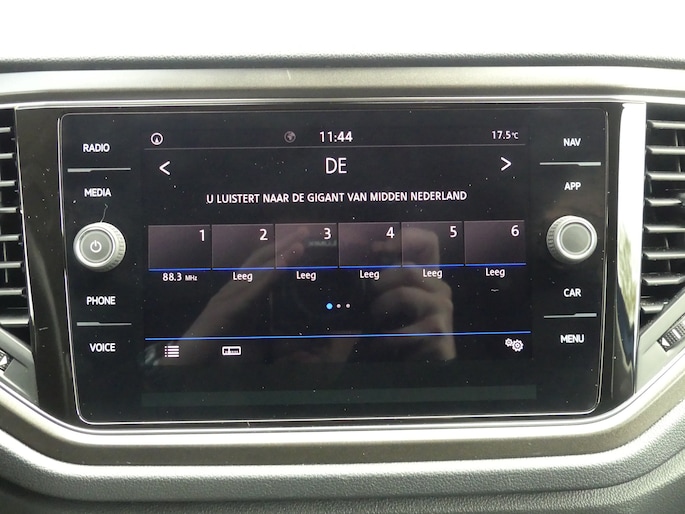 RADIO
MEDIA
PHONE
VOICE
11:44
17.5°C
< DE >
U LUISTERT NAAR DE GIGANT VAN MIDDEN NEDERLAND
1 2 3 4 5 6
88.3 MHz Leeg Leeg Leeg Leeg Leeg
NAV
APP
CAR
MENU